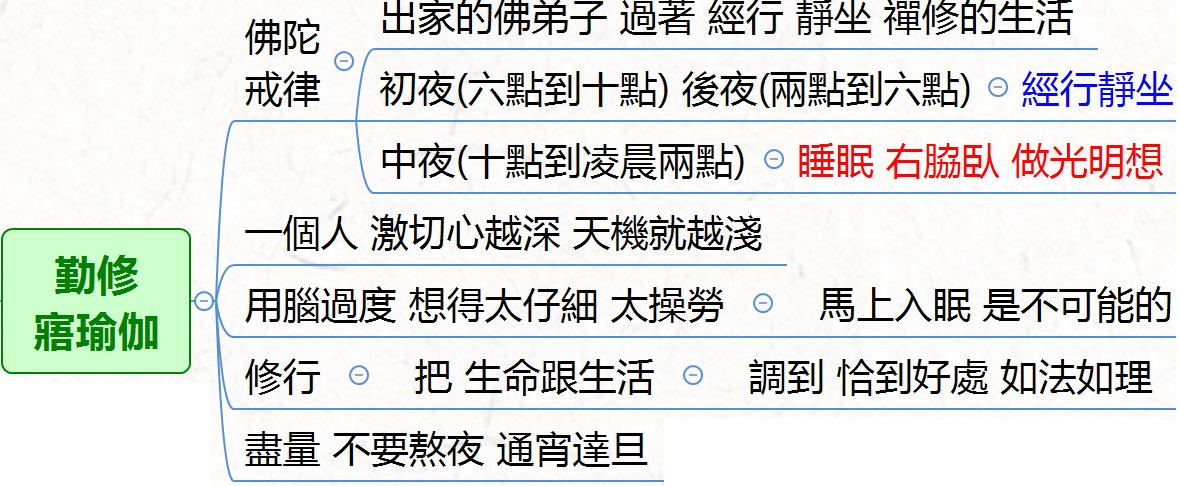 出家的佛弟子 過著 經行 靜坐 禪修的生活
佛陀
戒律
初夜(六點到十點) 後夜(兩點到六點) 經行靜坐
中夜(十點到凌晨兩點) 睡眠 右脇臥 做光明想
一個人 激切心越深 天機就越淺
勤修
寤瑜伽
用腦過度 想得太仔細 太操勞 馬上入眠 是不可能的
修行 把 生命跟生活 調到 恰到好處 如法如理
盡量 不要熬夜 通宵達旦